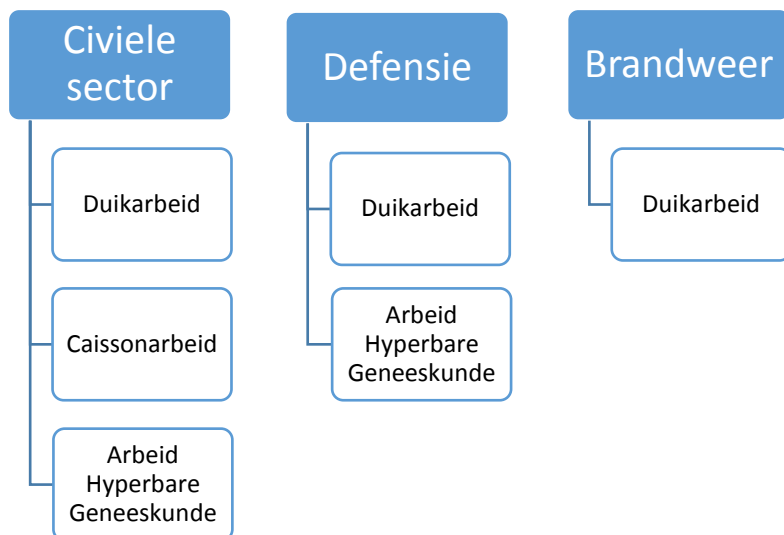 Civiele
sector
Duikarbeid
Caissonarbeid
Arbeid
Hyperbare
Geneeskunde
Defensie
Duikarbeid
Arbeid
Hyperbare
Geneeskunde
Brandweer
Duikarbeid